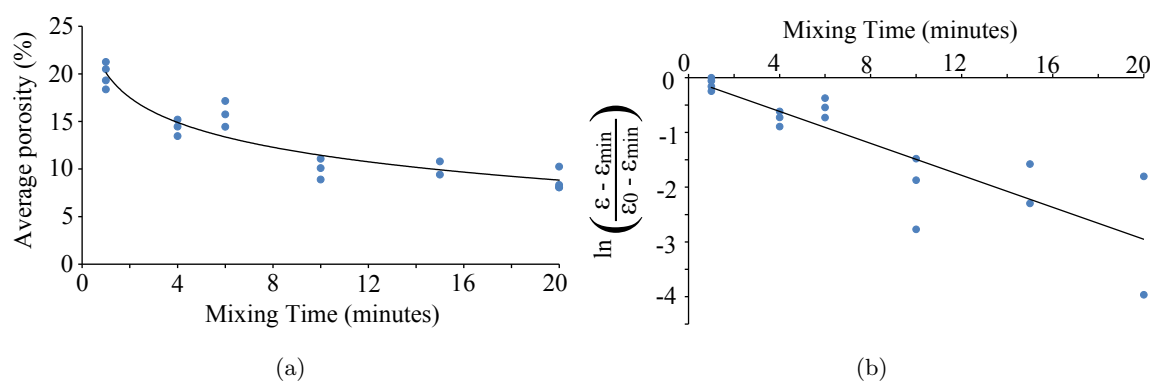 25
20
15
10
5
0
Average porosity (%)
0 4 8 12 16 20
Mixing Time (minutes)
(a)
Mixing Time (minutes)
0 4 8 12 16 20
0
-1
-2
-3
-4
ln ( ε - εmin / ε0 - εmin )
(b)